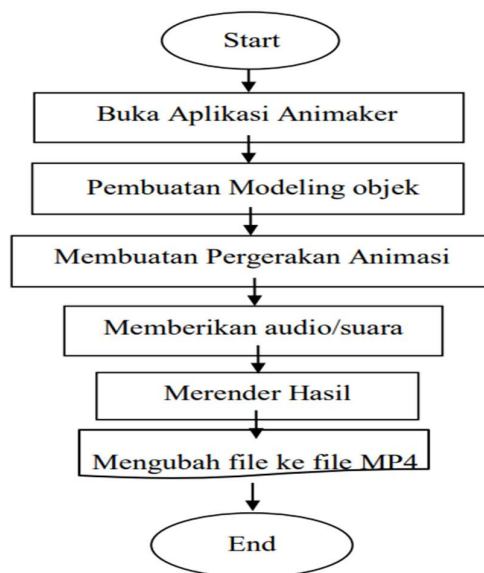 Start
Buka Aplikasi Animaker
Pembuatan Modeling objek
Membuatan Pergerakan Animasi
Memberikan audio/suara
Merender Hasil
Mengubah file ke file MP4
End